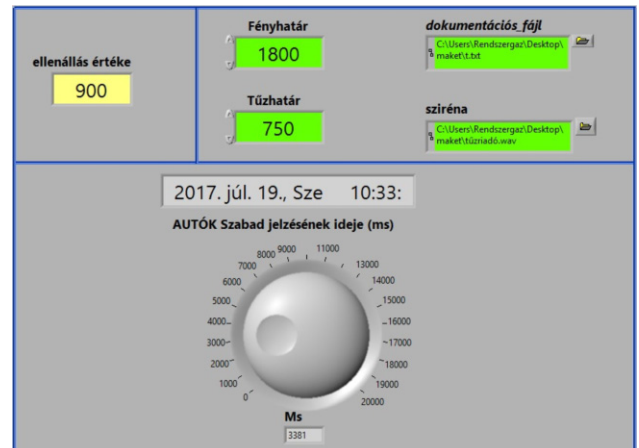 ellenállás értéke
900
Fényhatár
1800
Tűzhatár
750
dokumentációs_fájl
C:\Users\Rendszergaz\Desktop\
maket\t.txt
sziréna
C:\Users\Rendszergaz\Desktop\
maket\tűzriadó.wav
2017. júl. 19., Sze 10:33:
AUTÓK Szabad jelzésének ideje (ms)
0
1000
2000
3000
4000
5000
6000
7000
8000
9000
11000
13000
14000
15000
16000
17000
18000
19000
20000
Ms
3381